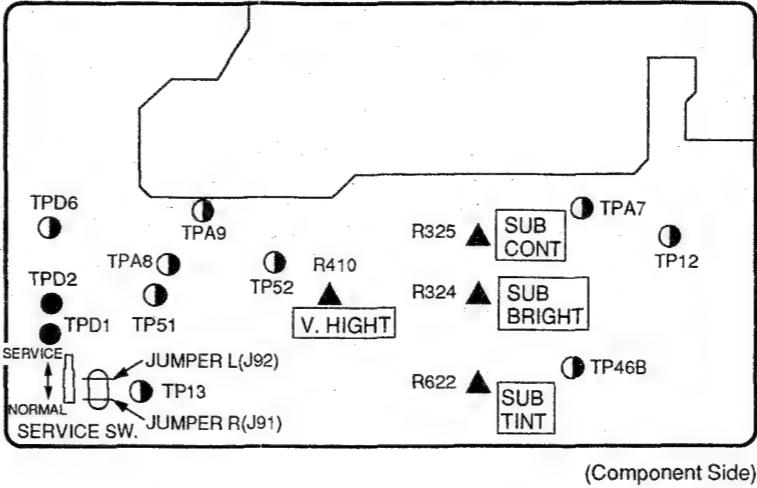 TPD6
TPA9
TPA7
R325
SUB
CONT
TPA8
R410
TP12
TPD2
TP52
R324
SUB
BRIGHT
TPD1
TP51
V. HIGHT
SERVICE
JUMPER L(J92)
TP46B
TP13
R622
SUB
TINT
NORMAL
JUMPER R(J91)
SERVICE SW.
(Component Side)